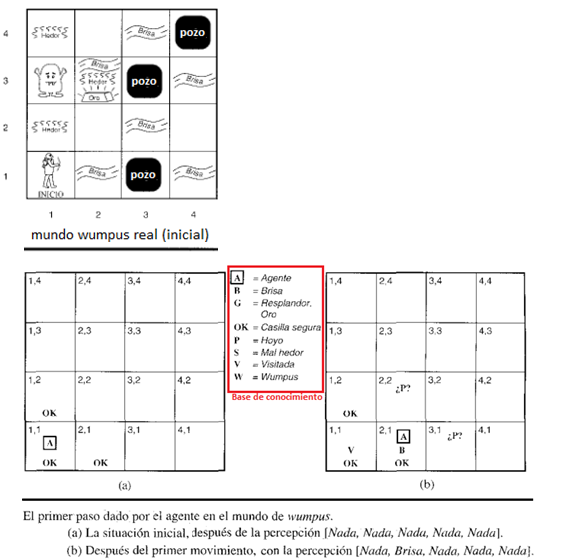 4
SSSSS
Hedor
Brisa
pozo
3
Brisa
SSSSS
Hedor
Oro
pozo
Brisa
2
SSSSS
Hedor
Brisa
1
INICIO
Brisa
pozo
Brisa
1 2 3 4
mundo wumpus real (inicial)
1,4 2,4 3,4 4,4
1,3 2,3 3,3 4,3
1,2 2,2 3,2 4,2
OK
1,1 2,1 3,1 4,1
A
OK OK
(a)
A = Agente
B = Brisa
G = Resplandor,
Oro
OK = Casilla segura
P = Hoyo
S = Mal hedor
V = Visitada
W = Wumpus
Base de conocimiento
1,4 2,4 3,4 4,4
1,3 2,3 3,3 4,3
1,2 2,2 3,2 4,2
¿P?
OK
1,1 2,1 3,1 4,1
A ¿P?
V B
OK OK
(b)
El primer paso dado por el agente en el mundo de wumpus.
(a) La situación inicial, después de la percepción [Nada, Nada, Nada, Nada, Nada].
(b) Después del primer movimiento, con la percepción [Nada, Brisa, Nada, Nada, Nada].